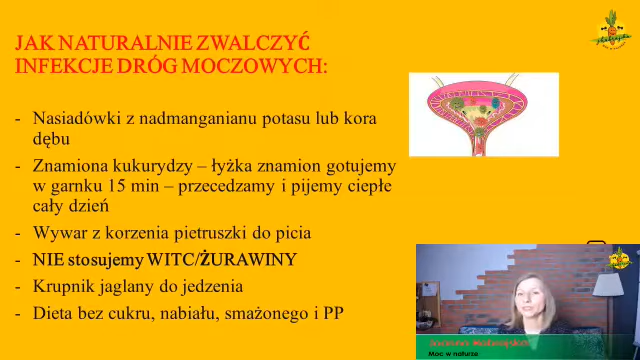 JAK NATURALNIE ZWALCZYĆ
INFEKCJE DRÓG MOCZOWYCH:
- Nasiadówki z nadmanganianu potasu lub kora
dębu
- Znamiona kukurydzy – łyżka znamion gotujemy
w garnku 15 min – przecedzamy i pijemy ciepłe
cały dzień
- Wywar z korzenia pietruszki do picia
- NIE stosujemy WITC/ŻURAWINY
- Krupnik jaglany do jedzenia
- Dieta bez cukru, nabiału, smażonego i PP
Joanna
Moc w naturze